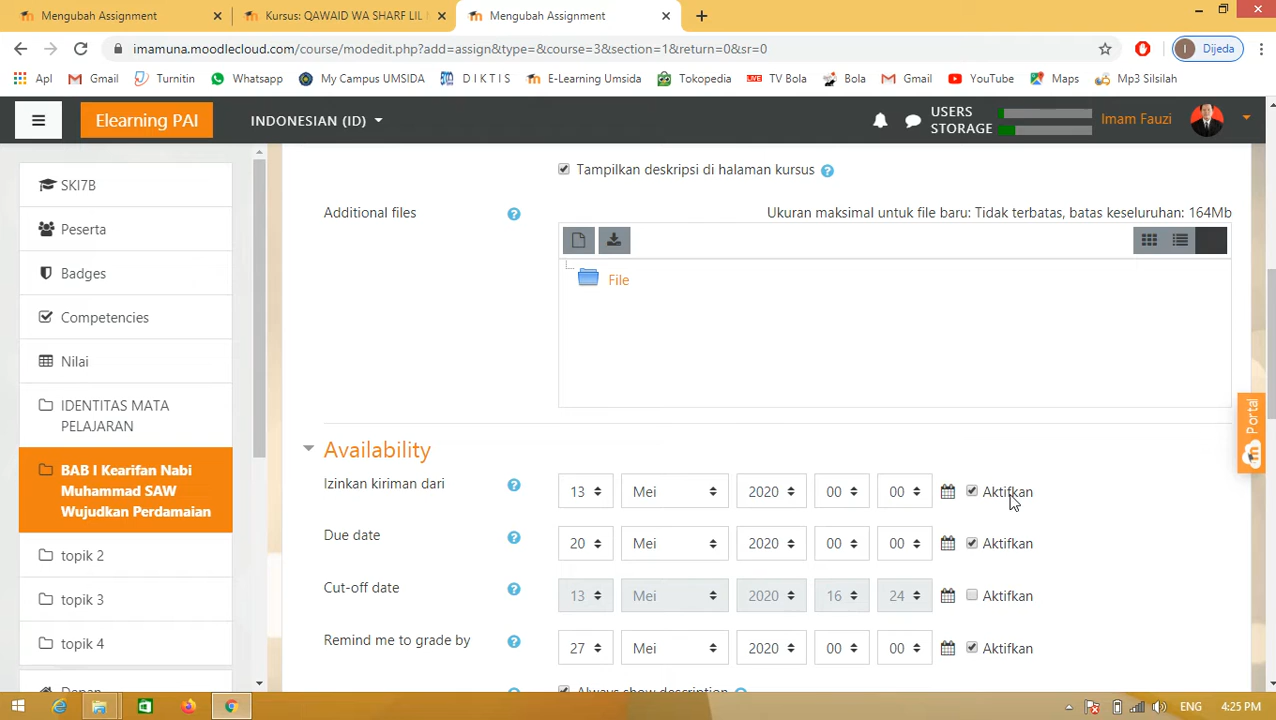 Mengubah Assignment
Kursus: QAWAID WA SHARF LIL
Mengubah Assignment
imamuna.moodlecloud.com/course/modedit.php?add=assign&type=&course=3&section=1&return=0&sr=0
I Dijeda
Apl
Gmail
Turnitin
Whatsapp
My Campus UMSIDA
D I K T I S
E-Learning Umsida
Tokopedia
LIVE TV Bola
Bola
Gmail
YouTube
Maps
Mp3 Silsilah
Elearning PAI
INDONESIAN (ID)
USERS
STORAGE
Imam Fauzi
SKI7B
Peserta
Badges
Competencies
Nilai
IDENTITAS MATA
PELAJARAN
BAB I Kearifan Nabi
Muhammad SAW
Wujudkan Perdamaian
topik 2
topik 3
topik 4
Tampilkan deskripsi di halaman kursus
Additional files
Ukuran maksimal untuk file baru: Tidak terbatas, batas keseluruhan: 164Mb
File
Availability
Izinkan kiriman dari 13 Mei 2020 00 00 Aktifkan
Due date 20 Mei 2020 00 00 Aktifkan
Cut-off date 13 Mei 2020 16 24 Aktifkan
Remind me to grade by 27 Mei 2020 00 00 Aktifkan
Always show description
Portal
ENG
4:25 PM